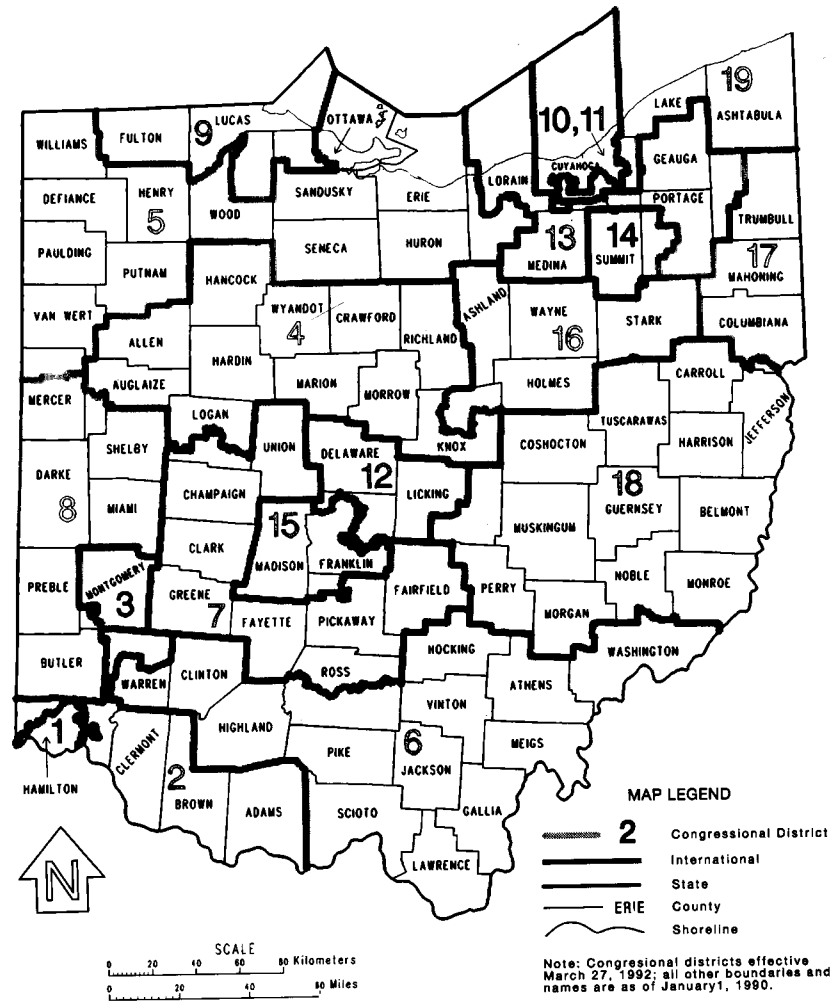 19
LAKE
ASHTABULA
LUCAS
9
OTTAWA
10,11
WILLIAMS
FULTON
GEAUGA
CUYAHOGA
LORAIN
HENRY
SANDUSKY
DEFIANCE
ERIE
PORTAGE
5
WOOD
TRUMBULL
13
14
PAULDING
SENECA
HURON
MEDINA
SUMMIT
17
MAHONING
PUTNAM
HANCOCK
ASHLAND
WYANDOT
CRAWFORD
WAYNE
VAN WERT
4
STARK
COLUMBIANA
ALLEN
RICHLAND
16
HARDIN
AUGLAIZE
MARION
CARROLL
MERCER
MORROW
HOLMES
JEFFERSON
LOGAN
TUSCARAWAS
KNOX
UNION
DELAWARE
COSHOCTON
HARRISON
SHELBY
12
DARKE
CHAMPAIGN
LICKING
18
8
MIAMI
GUERNSEY
BELMONT
15
MUSKINGUM
CLARK
MADISON
FRANKLIN
MONTGOMERY
NOBLE
PREBLE
GREENE
FAIRFIELD
PERRY
MONROE
3
7
MORGAN
FAYETTE
PICKAWAY
HOCKING
WASHINGTON
BUTLER
ROSS
WARREN
CLINTON
ATHENS
VINTON
HIGHLAND
1
CLERMONT
MEIGS
PIKE
6
JACKSON
HAMILTON
2
BROWN
ADAMS
SCIOTO
GALLIA
LAWRENCE
MAP LEGEND
2 Congressional District
International
State
ERIE County
Shoreline
N
SCALE
0 20 40 60 80 Kilometers
0 20 40 60 Miles
Note: Congresional districts effective
March 27, 1992; all other boundaries and
names are as of January1, 1990.